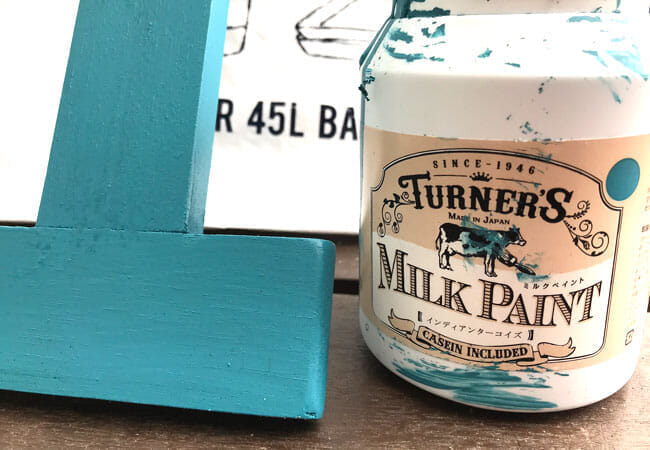 R 45L BA
SINCE-1946
TURNER'S
MADE IN JAPAN
ミルクペイント
MILK PAINT
インディアンターコイズ
CASEIN INCLUDED